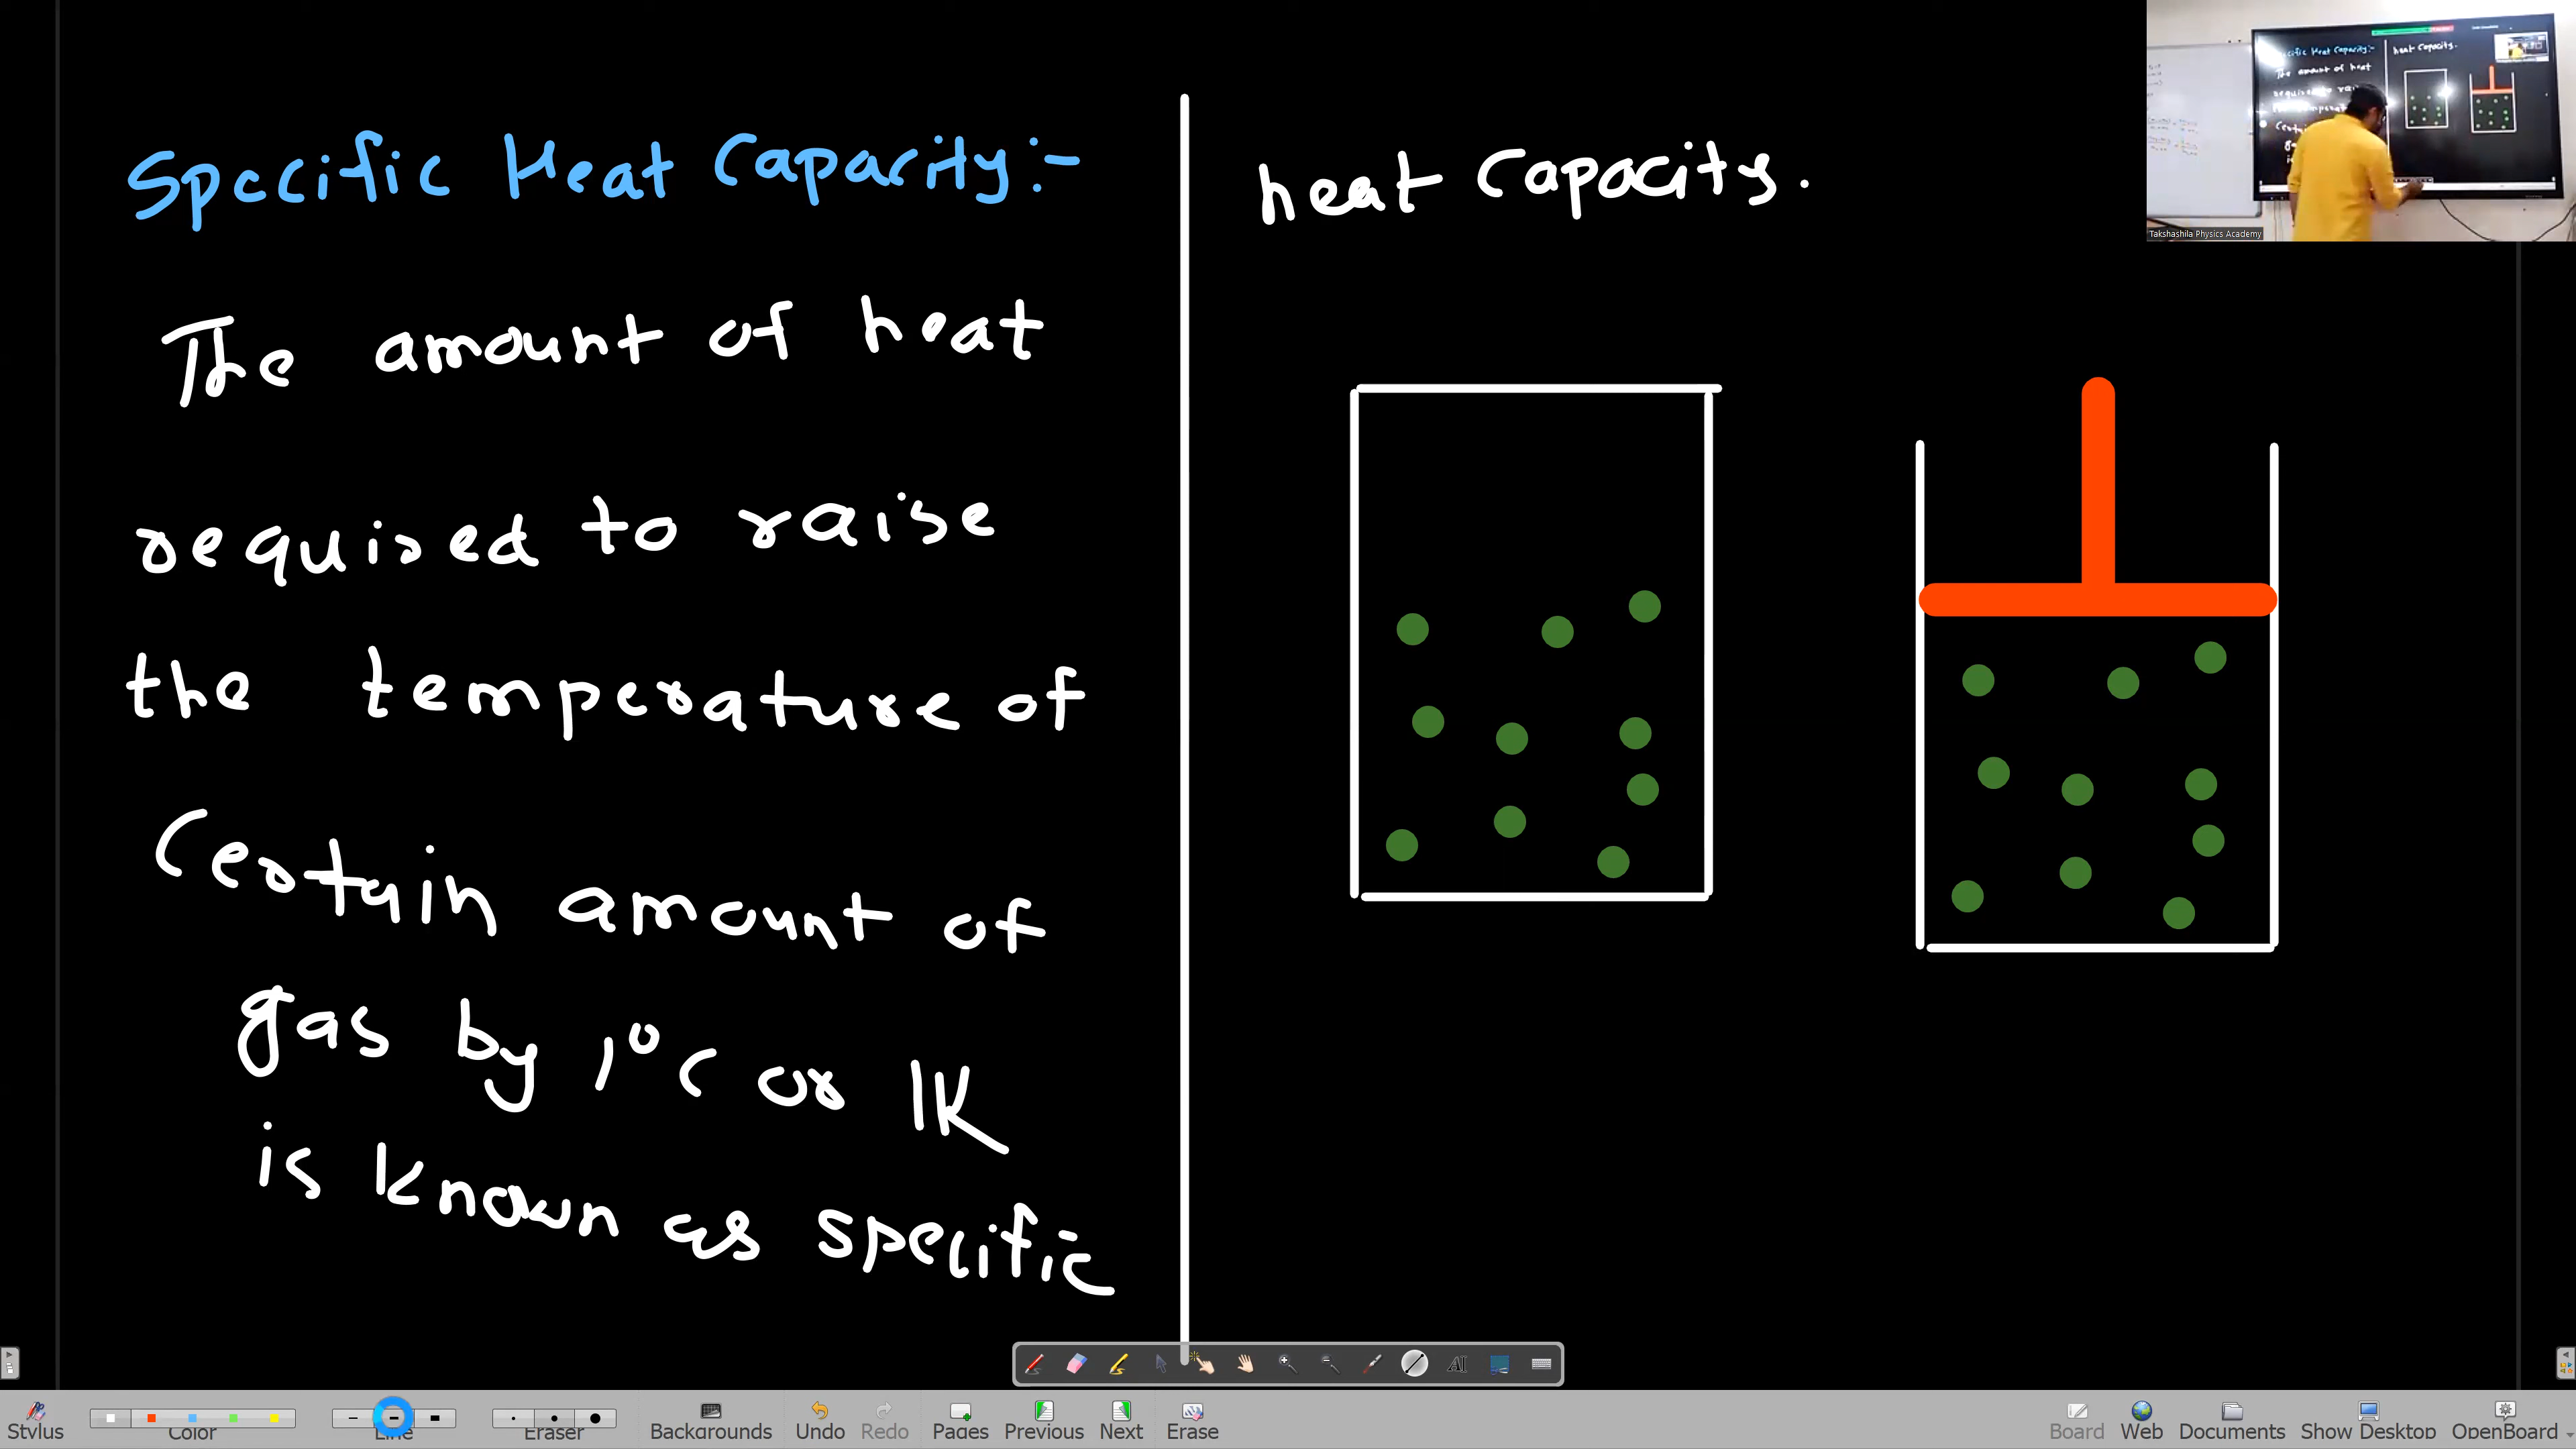 Specific Heat Capacity:-
The amount of heat
required to raise
the temperature of
Certain amount of
gas by 1°C or 1K
is known as specific
heat capacity.
Takshashila Physics Academy
AI
Stylus
Color
Line
Eraser
Backgrounds
Undo
Redo
Pages
Previous
Next
Erase
Board
Web
Documents
Show Desktop
OpenBoard